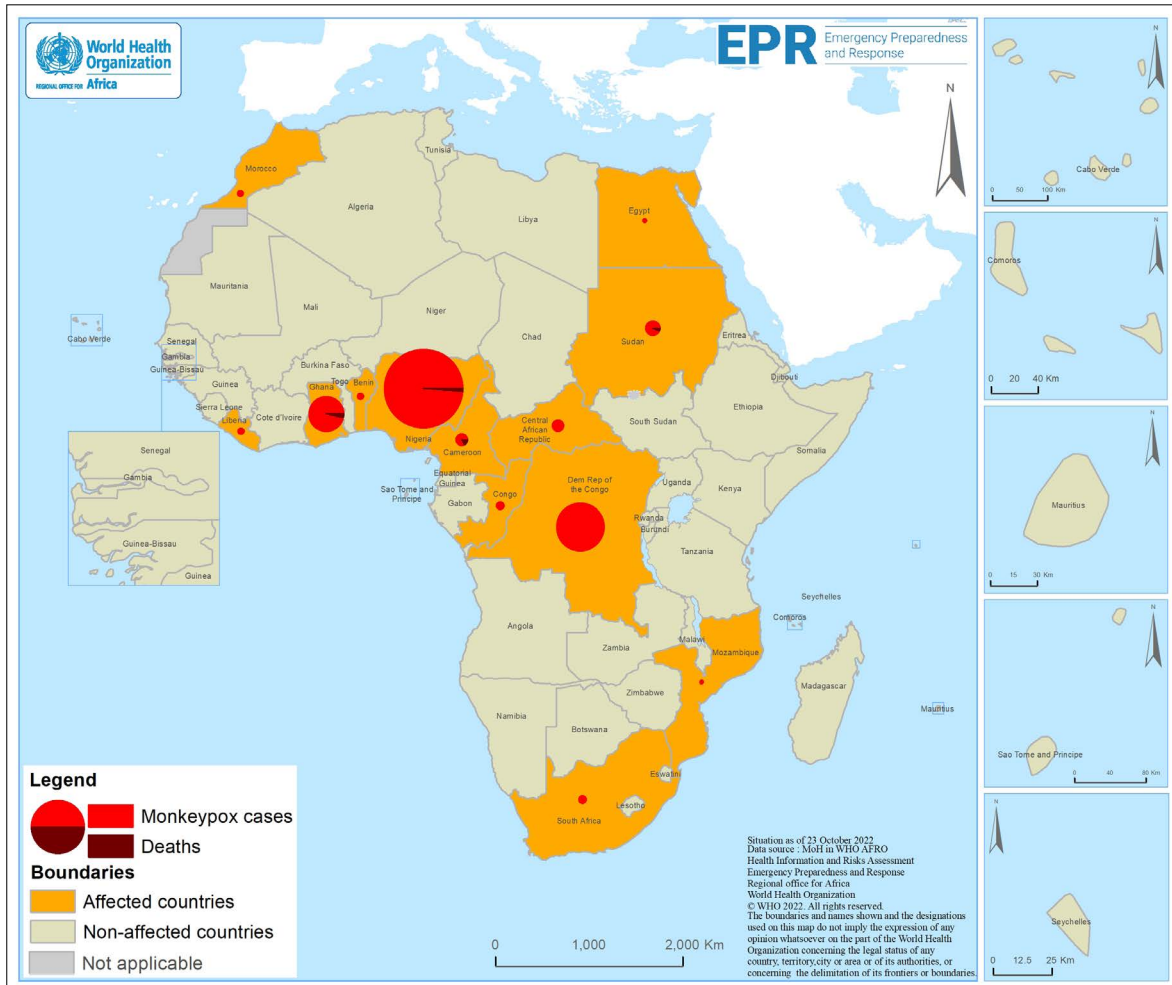 World Health
Organization
REGIONAL OFFICE FOR Africa
EPR
Emergency Preparedness
and Response
N
Morocco
Tunisia
Algeria
Libya
Egypt
Mauritania
Mali
Niger
Chad
Sudan
Eritrea
Cabo Verde
Senegal
Gambia
Guinea-Bissau
Guinea
Sierra Leone
Liberia
Cote d'Ivoire
Burkina Faso
Ghana
Togo
Benin
Nigeria
Cameroon
Central
African
Republic
South Sudan
Ethiopia
Djibouti
Somalia
Equatorial
Guinea
Sao Tome and
Principe
Gabon
Congo
Dem Rep of
the Congo
Uganda
Kenya
Rwanda
Burundi
Tanzania
Seychelles
Comoros
Angola
Zambia
Malawi
Mozambique
Zimbabwe
Madagascar
Mauritius
Namibia
Botswana
Eswatini
Lesotho
South Africa
Senegal
Gambia
Guinea-Bissau
Guinea
Legend
Monkeypox cases
Deaths
Boundaries
Affected countries
Non-affected countries
Not applicable
0 1,000 2,000 Km
Situation as of 23 October 2022
Data source : MoH in WHO AFRO
Health Information and Risks Assessment
Emergency Preparedness and Response
Regional office for Africa
World Health Organization
© WHO 2022. All rights reserved.
The boundaries and names shown and the designations
used on this map do not imply the expression of any
opinion whatsoever on the part of the World Health
Organization concerning the legal status of any
country, territory,city or area or of its authorities, or
concerning the delimitation of its frontiers or boundaries.
N
Cabo Verde
0 50 100 Km
N
Comoros
0 20 40 Km
N
Mauritius
0 15 30 Km
N
Sao Tome and Principe
0 40 80 Km
N
Seychelles
0 12.5 25 Km